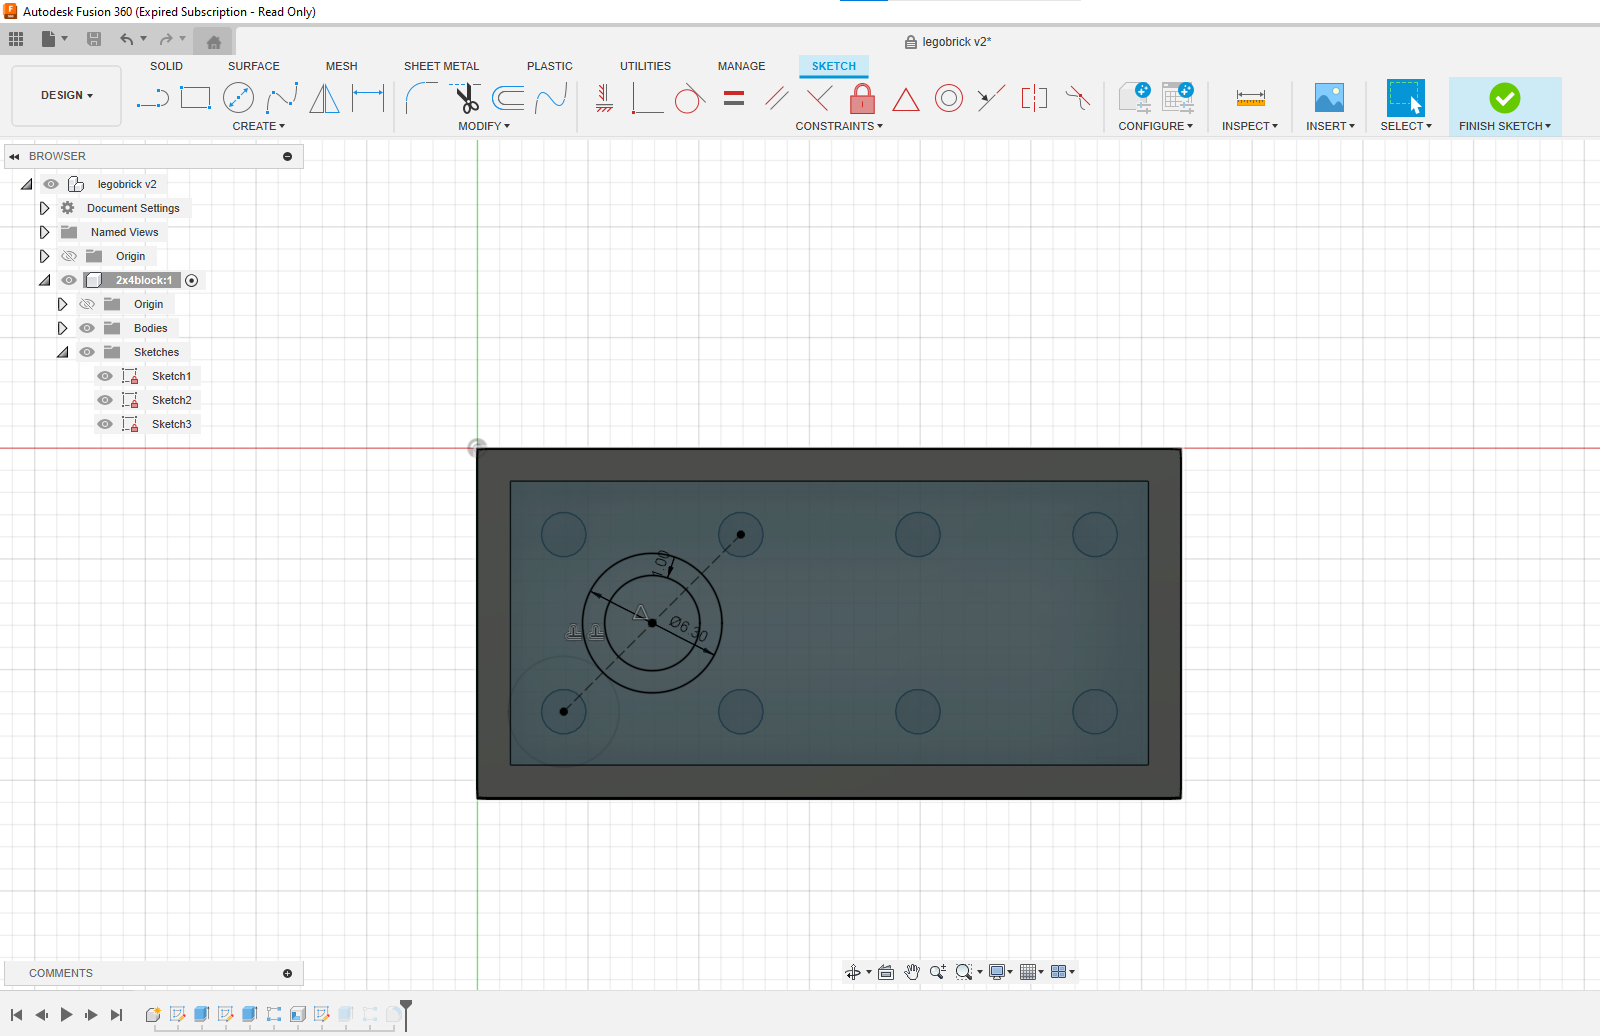 Autodesk Fusion 360 (Expired Subscription - Read Only)
legobrick v2*
DESIGN
SOLID SURFACE MESH SHEET METAL PLASTIC UTILITIES MANAGE SKETCH
CREATE MODIFY CONSTRAINTS CONFIGURE INSPECT INSERT SELECT FINISH SKETCH
BROWSER
legobrick v2
Document Settings
Named Views
Origin
2x4block:1
Origin
Bodies
Sketches
Sketch1
Sketch2
Sketch3
1.00
Ø6.30
COMMENTS